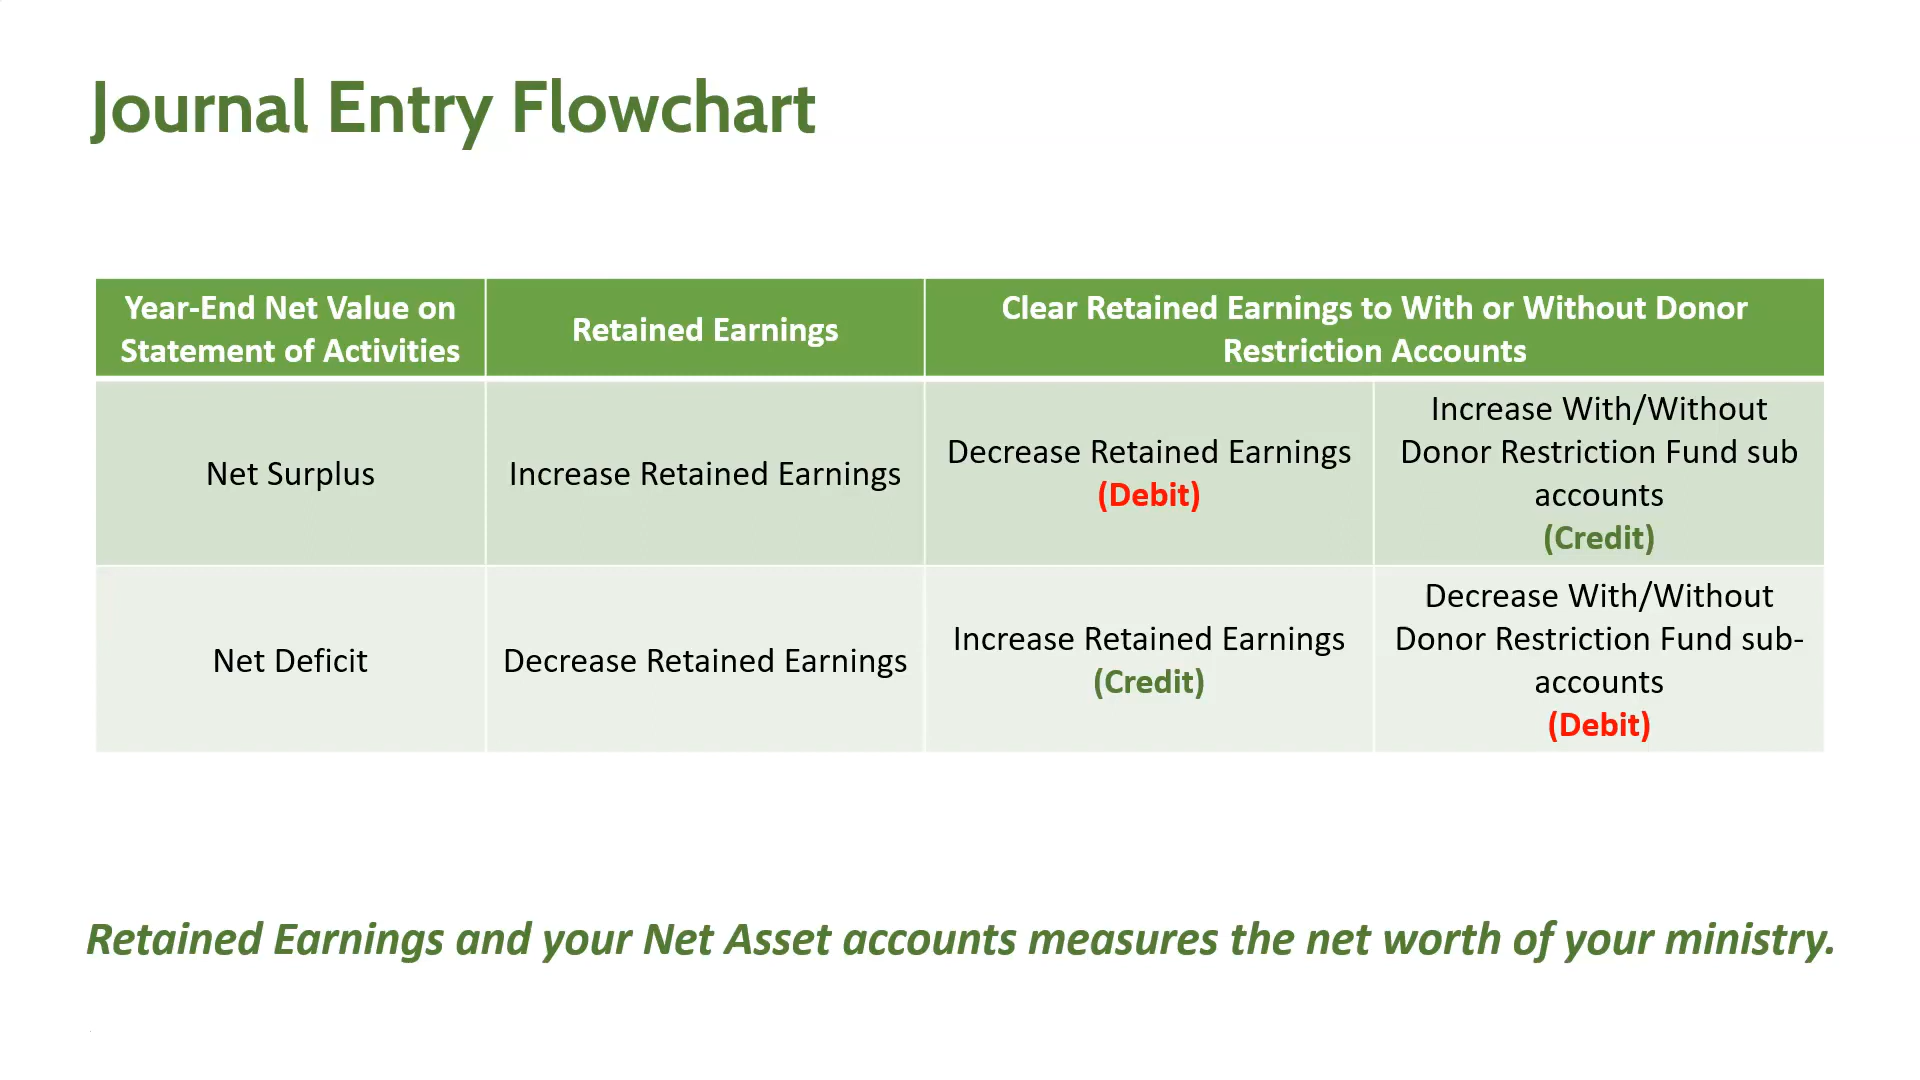 Journal Entry Flowchart
Year-End Net Value on
Statement of Activities
Retained Earnings
Clear Retained Earnings to With or Without Donor
Restriction Accounts
Net Surplus
Increase Retained Earnings
Decrease Retained Earnings
(Debit)
Increase With/Without
Donor Restriction Fund sub
accounts
(Credit)
Net Deficit
Decrease Retained Earnings
Increase Retained Earnings
(Credit)
Decrease With/Without
Donor Restriction Fund sub-
accounts
(Debit)
Retained Earnings and your Net Asset accounts measures the net worth of your ministry.